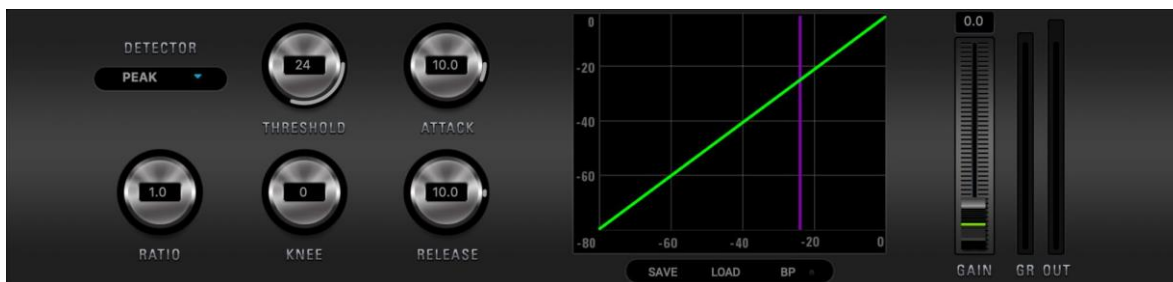 DETECTOR
PEAK
24
THRESHOLD
10.0
ATTACK
1.0
RATIO
0
KNEE
10.0
RELEASE
0
-20
-40
-60
-80 -60 -40 -20 0
SAVE LOAD BP
0.0
GAIN GR OUT